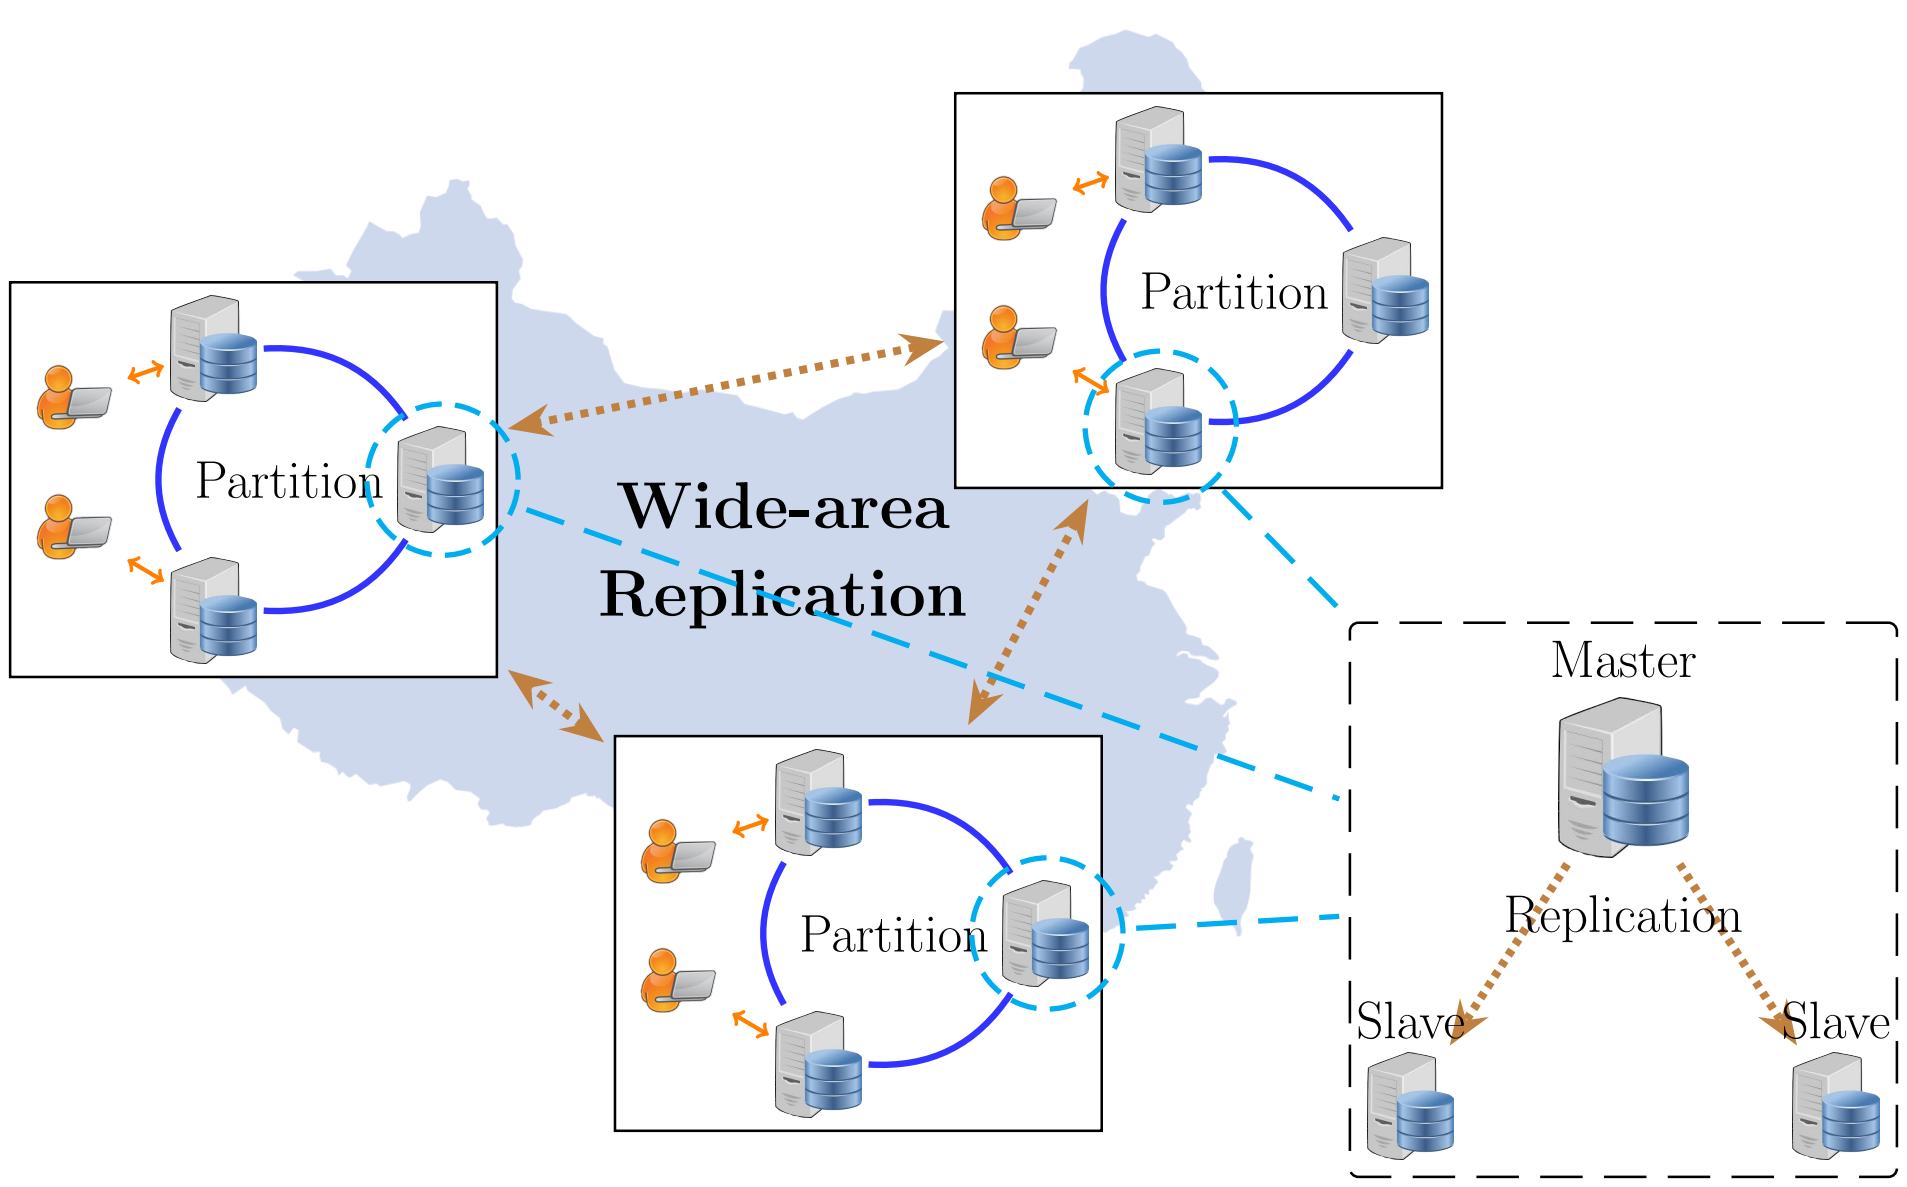 Partition
Partition
Wide-area
Replication
Partition
Master
Replication
Slave
Slave